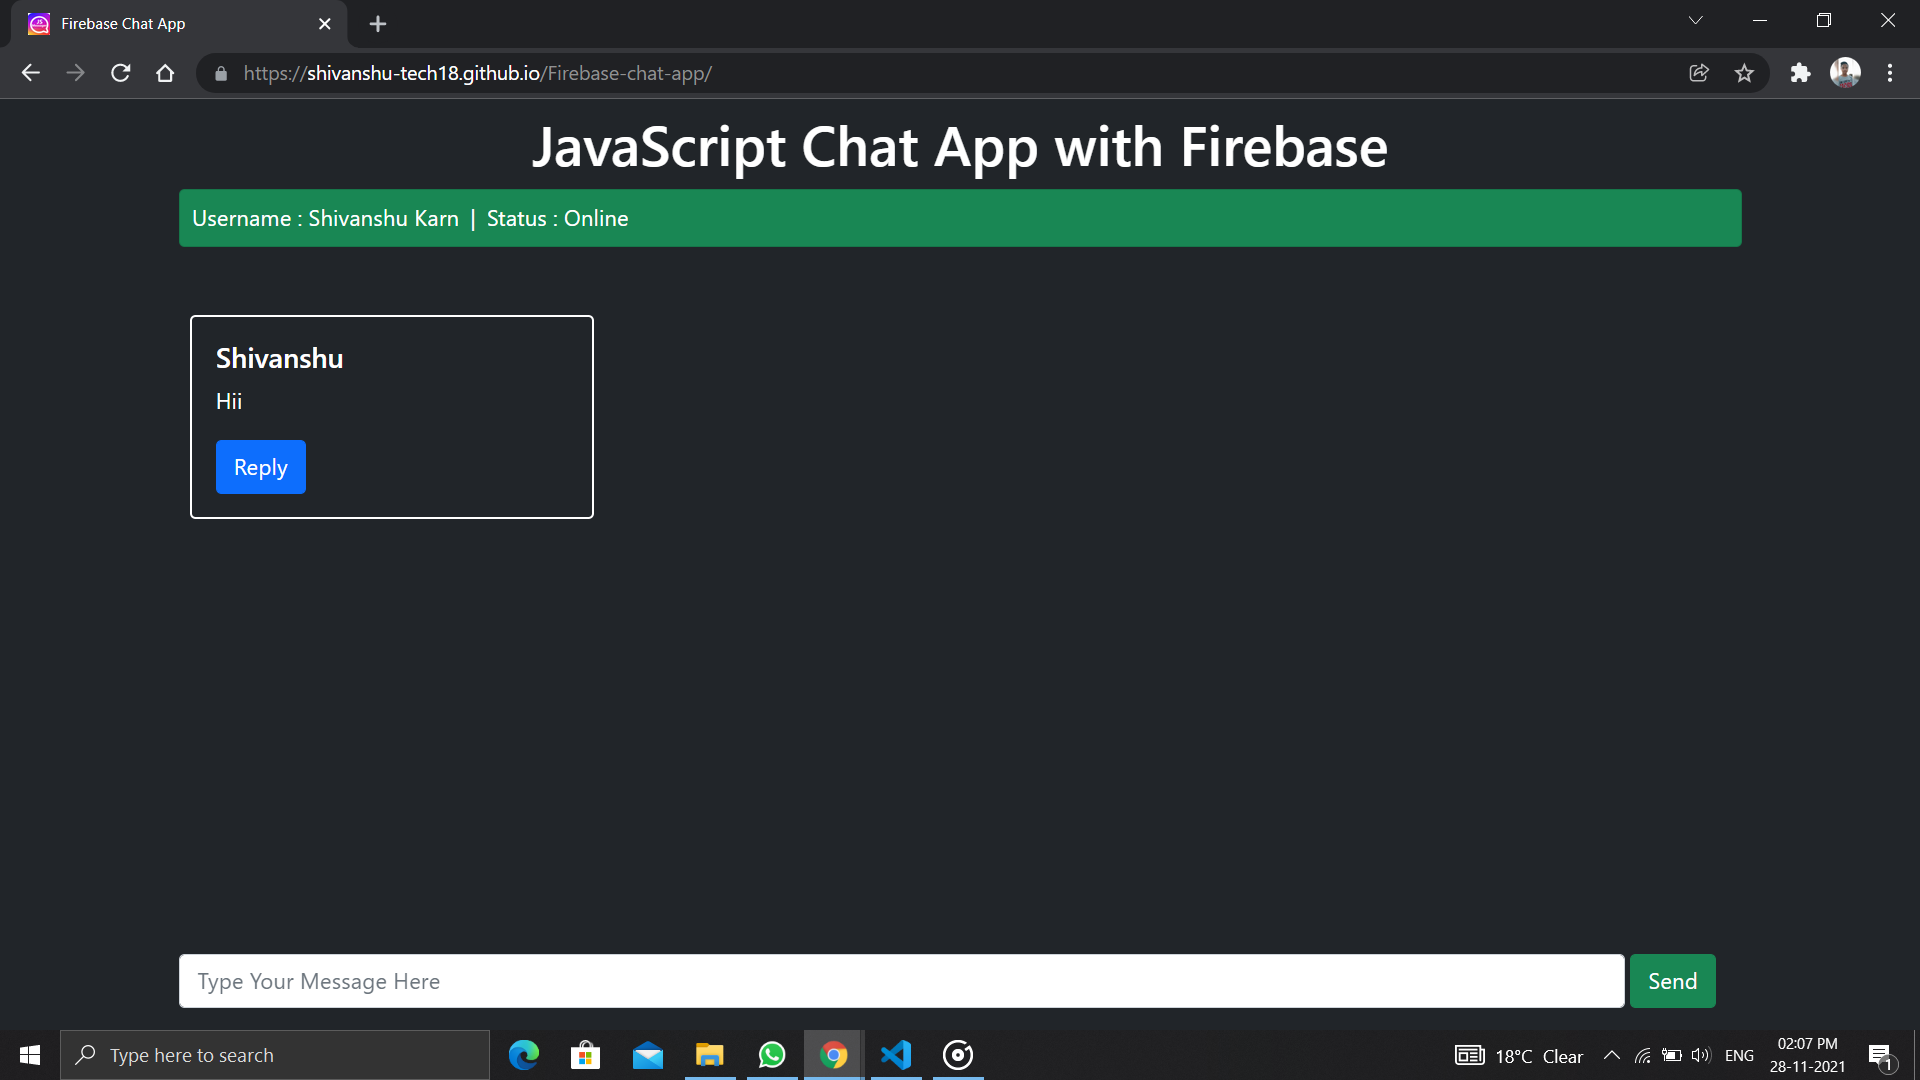 Firebase Chat App
https://shivanshu-tech18.github.io/Firebase-chat-app/
JavaScript Chat App with Firebase
Username : Shivanshu Karn | Status : Online
Shivanshu
Hii
Reply
Type Your Message Here
Send
Type here to search
18°C Clear
ENG
02:07 PM
28-11-2021
1